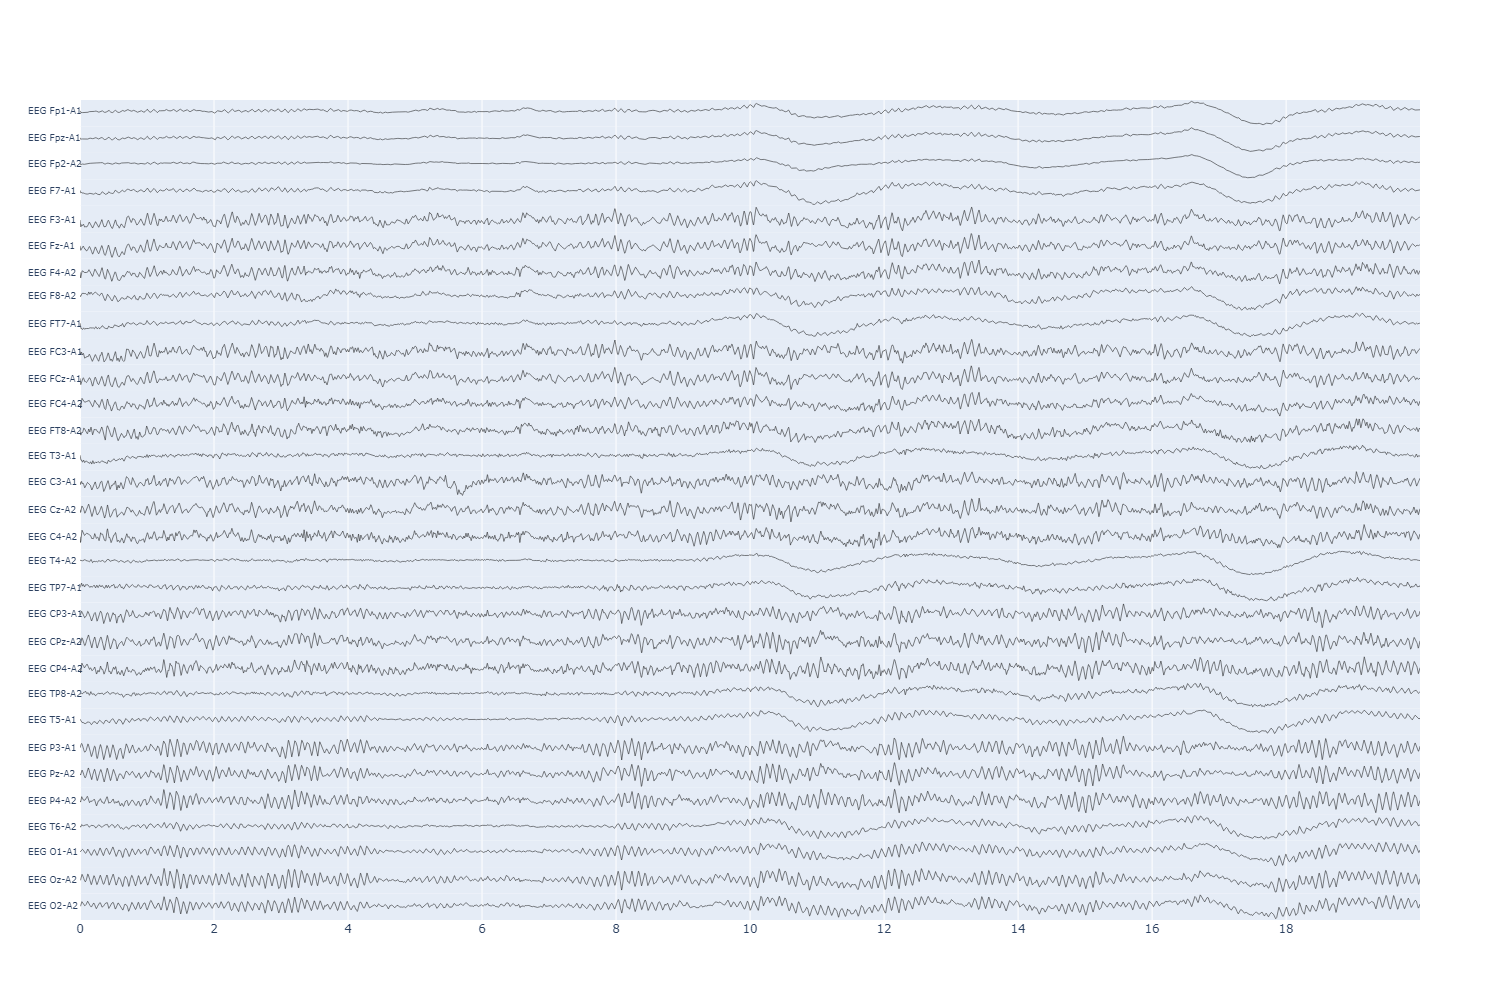 EEG Fp1-A1
EEG Fpz-A1
EEG Fp2-A2
EEG F7-A1
EEG F3-A1
EEG Fz-A1
EEG F4-A2
EEG F8-A2
EEG FT7-A1
EEG FC3-A1
EEG FCz-A1
EEG FC4-A2
EEG FT8-A2
EEG T3-A1
EEG C3-A1
EEG Cz-A2
EEG C4-A2
EEG T4-A2
EEG TP7-A1
EEG CP3-A1
EEG CPz-A2
EEG CP4-A2
EEG TP8-A2
EEG T5-A1
EEG P3-A1
EEG Pz-A2
EEG P4-A2
EEG T6-A2
EEG O1-A1
EEG Oz-A2
EEG O2-A2
0 2 4 6 8 10 12 14 16 18